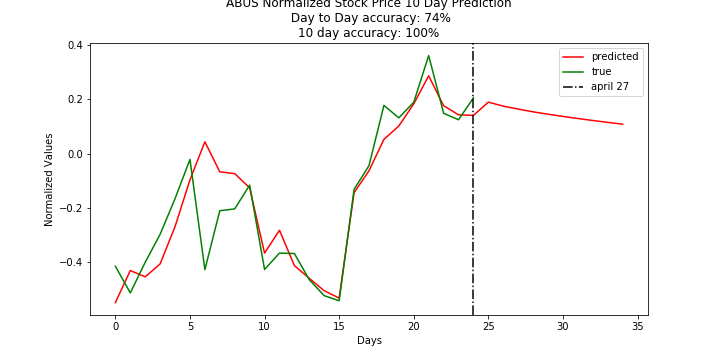 ABUS Normalized Stock Price 10 Day Prediction
Day to Day accuracy: 74%
10 day accuracy: 100%
0.4
0.2
0.0
−0.2
−0.4
Normalized Values
predicted
true
april 27
0 5 10 15 20 25 30 35
Days